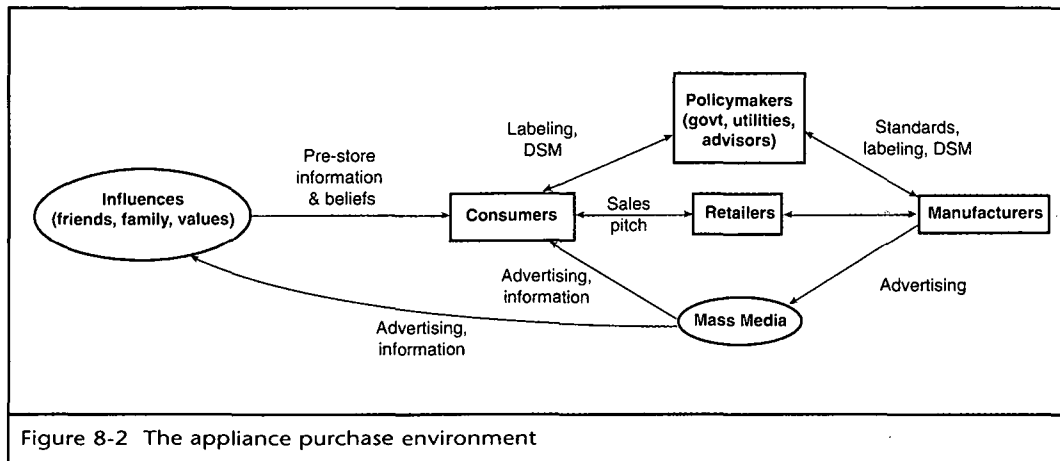 Policymakers
(govt, utilities,
advisors)
Labeling,
DSM
Standards,
labeling, DSM
Pre-store
information
& beliefs
Influences
(friends, family, values)
Consumers
Sales
pitch
Retailers
Manufacturers
Advertising,
information
Advertising
Mass Media
Advertising,
information
Figure 8-2 The appliance purchase environment